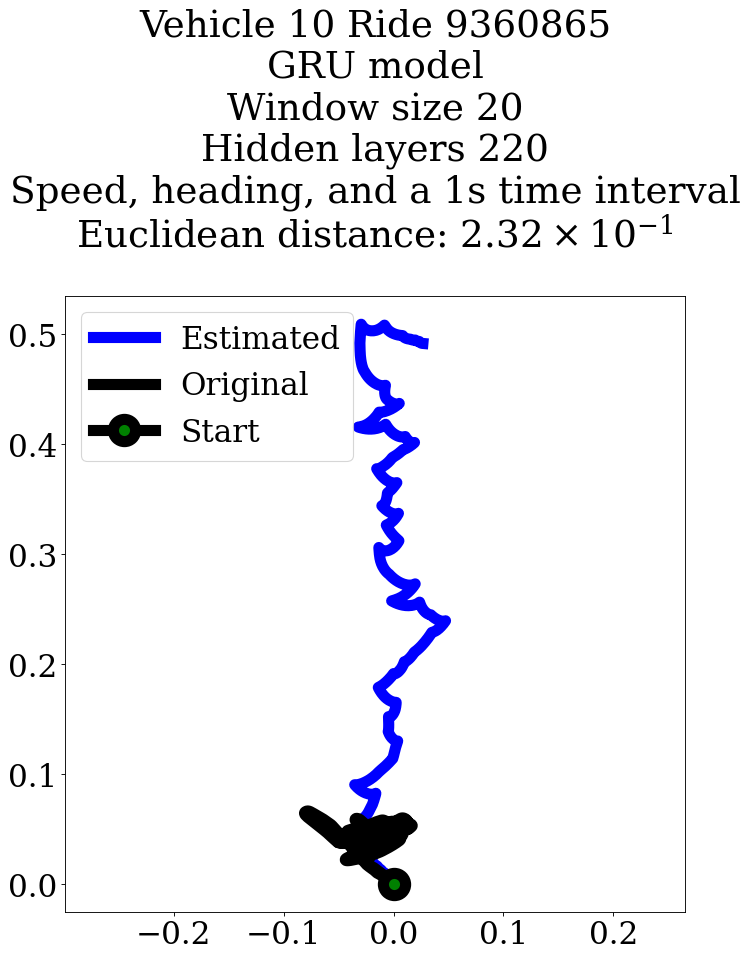 Vehicle 10 Ride 9360865
GRU model
Window size 20
Hidden layers 220
Speed, heading, and a 1s time interval
Euclidean distance: 2.32 × 10⁻¹
Estimated
Original
Start
0.5
0.4
0.3
0.2
0.1
0.0
−0.2 −0.1 0.0 0.1 0.2